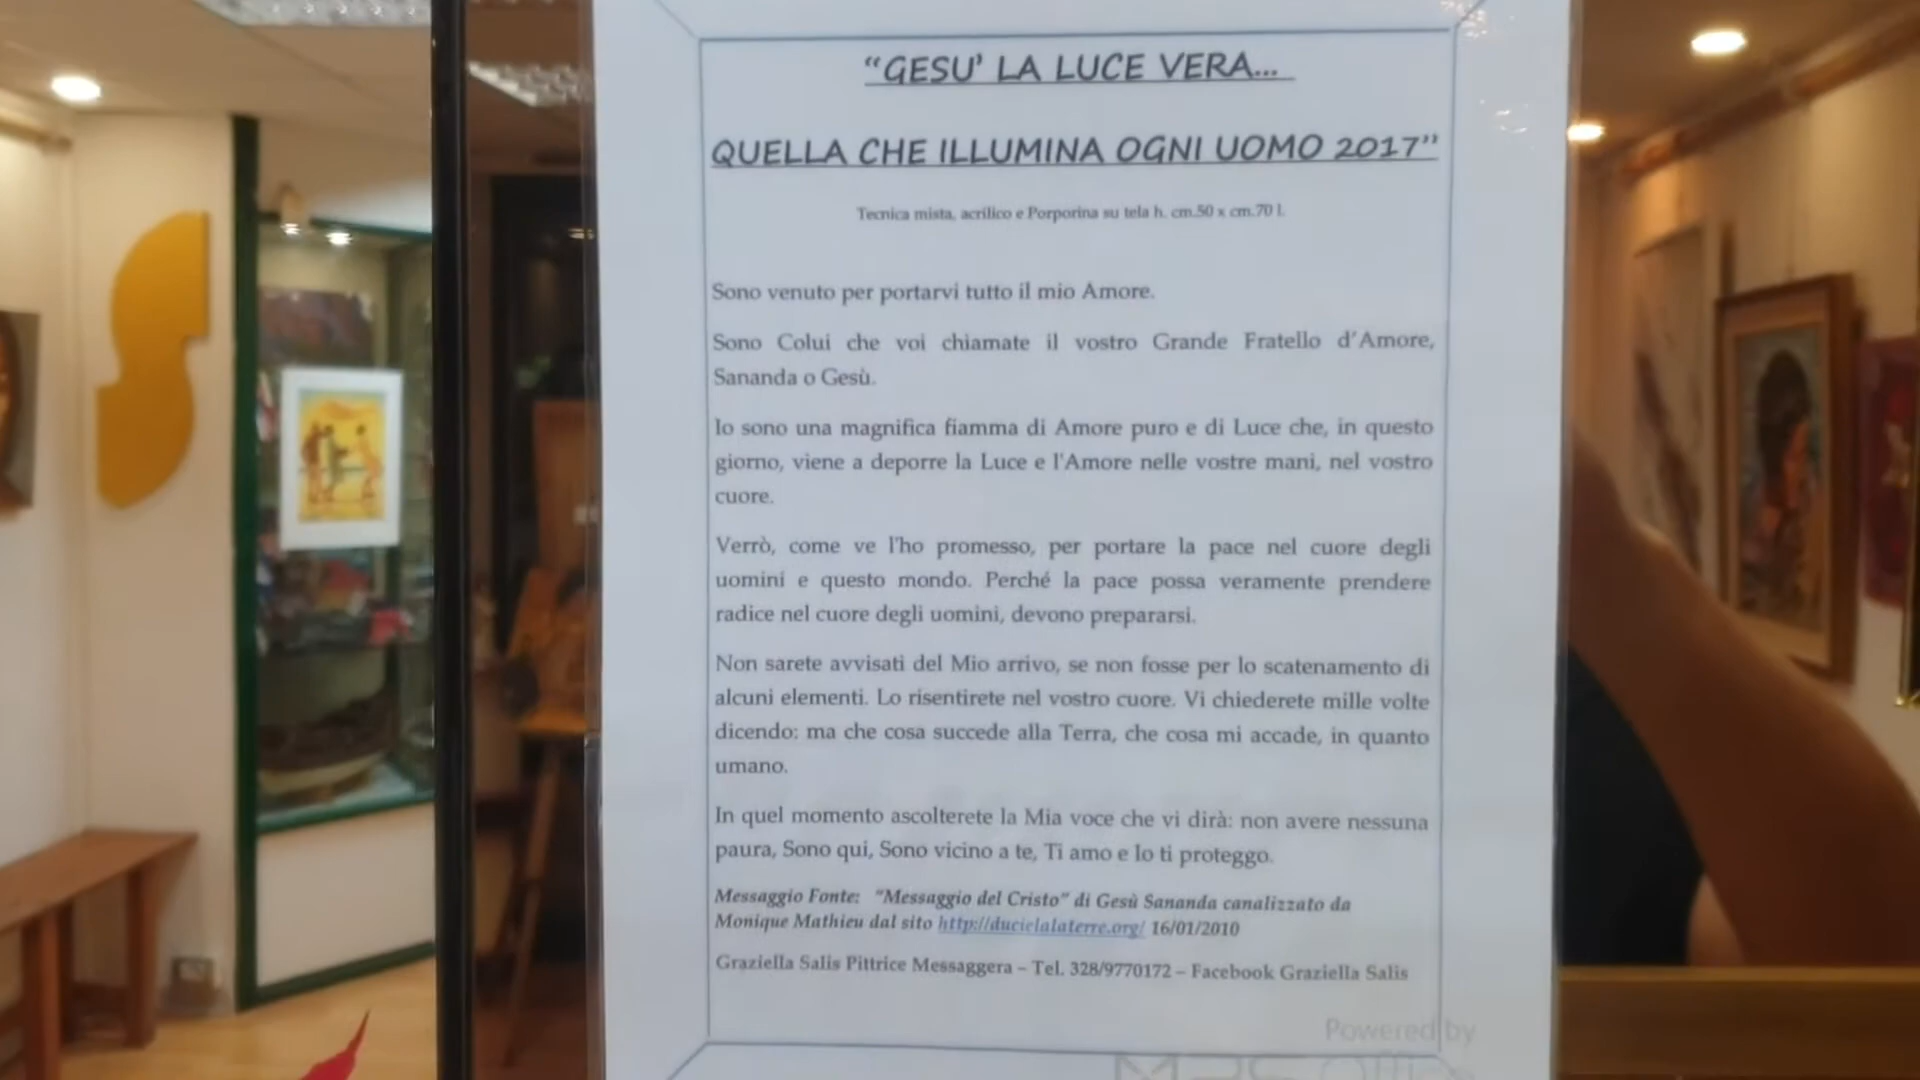 “GESU’ LA LUCE VERA...
QUELLA CHE ILLUMINA OGNI UOMO 2017”
Tecnica mista, acrilico e Porporina su tela h. cm.50 x cm.70 l.
Sono venuto per portarvi tutto il mio Amore.
Sono Colui che voi chiamate il vostro Grande Fratello d’Amore,
Sananda o Gesù.
Io sono una magnifica fiamma di Amore puro e di Luce che, in questo
giorno, viene a deporre la Luce e l'Amore nelle vostre mani, nel vostro
cuore.
Verrò, come ve l'ho promesso, per portare la pace nel cuore degli
uomini e questo mondo. Perché la pace possa veramente prendere
radice nel cuore degli uomini, devono prepararsi.
Non sarete avvisati del Mio arrivo, se non fosse per lo scatenamento di
alcuni elementi. Lo risentirete nel vostro cuore. Vi chiederete mille volte
dicendo: ma che cosa succede alla Terra, che cosa mi accade, in quanto
umano.
In quel momento ascolterete la Mia voce che vi dirà: non avere nessuna
paura, Sono qui, Sono vicino a te, Ti amo e Io ti proteggo.
Messaggio Fonte: “Messaggio del Cristo” di Gesù Sananda canalizzato da
Monique Mathieu dal sito http://ducielalaterre.org/ 16/01/2010
Graziella Salis Pittrice Messaggera – Tel. 328/9770172 – Facebook Graziella Salis
Powered by